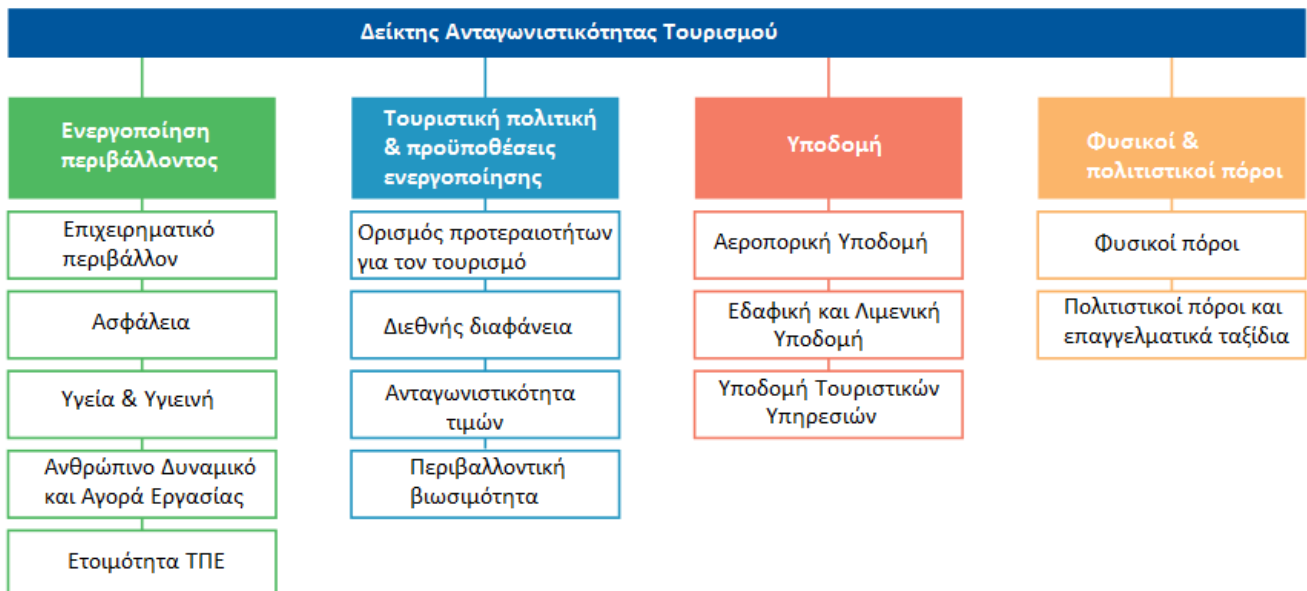 Δείκτης Ανταγωνιστικότητας Τουρισμού
Ενεργοποίηση
περιβάλλοντος
Επιχειρηματικό
περιβάλλον
Ασφάλεια
Υγεία & Υγιεινή
Ανθρώπινο Δυναμικό
και Αγορά Εργασίας
Ετοιμότητα ΤΠΕ
Τουριστική πολιτική
& προϋποθέσεις
ενεργοποίησης
Ορισμός προτεραιοτήτων
για τον τουρισμό
Διεθνής διαφάνεια
Ανταγωνιστικότητα
τιμών
Περιβαλλοντική
βιωσιμότητα
Υποδομή
Αεροπορική Υποδομή
Εδαφική και Λιμενική
Υποδομή
Υποδομή Τουριστικών
Υπηρεσιών
Φυσικοί &
πολιτιστικοί πόροι
Φυσικοί πόροι
Πολιτιστικοί πόροι και
επαγγελματικά ταξίδια